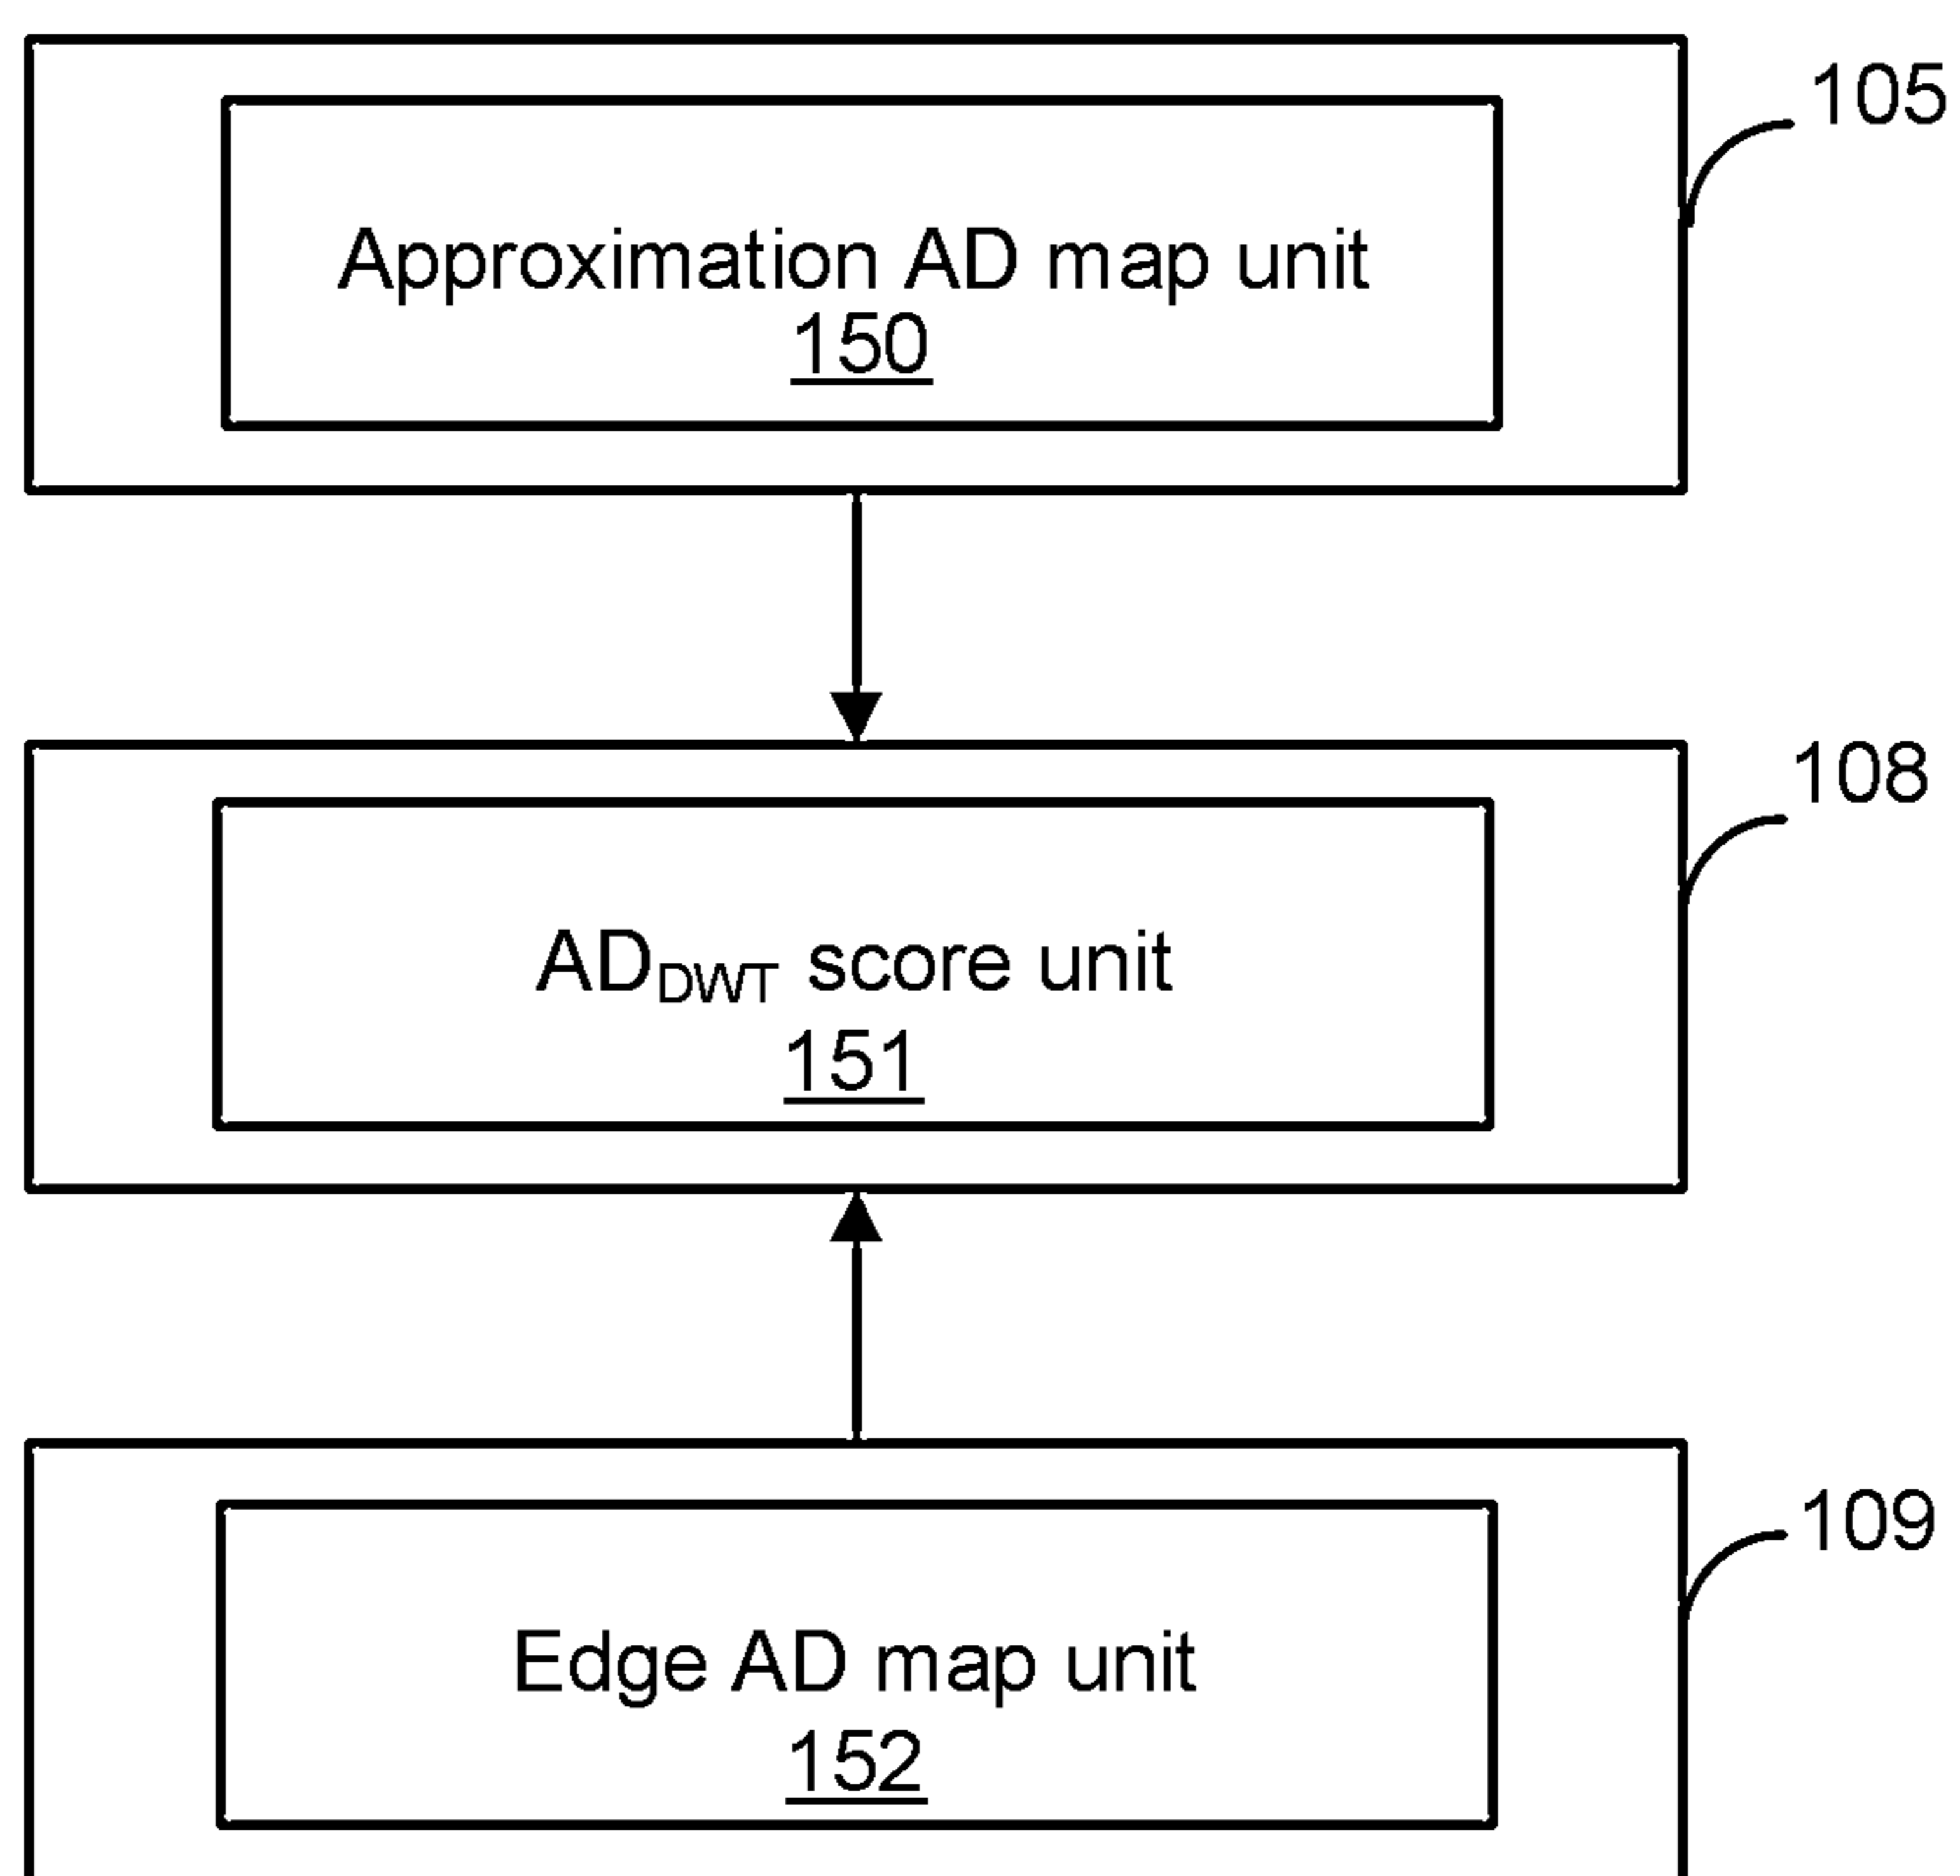 105
Approximation AD map unit
150
108
AD_DWT score unit
151
109
Edge AD map unit
152